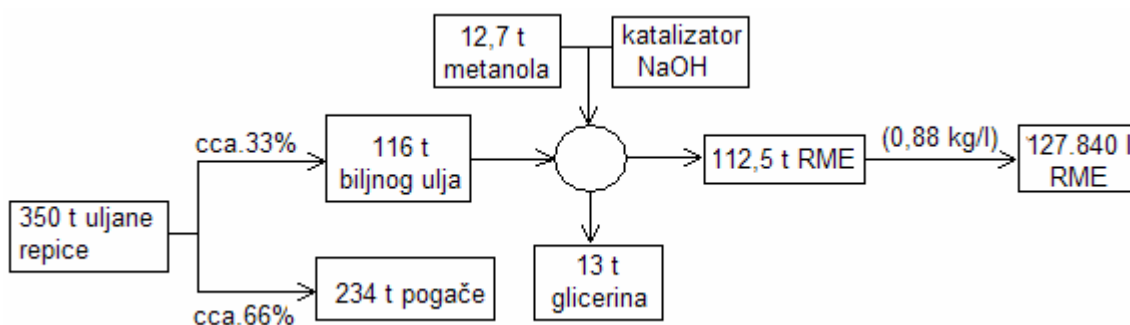 12,7 t
metanola
katalizator
NaOH
cca.33%
116 t
biljnog ulja
112,5 t RME
(0,88 kg/l)
127.840 l
RME
350 t uljane
repice
cca.66%
234 t pogače
13 t
glicerina